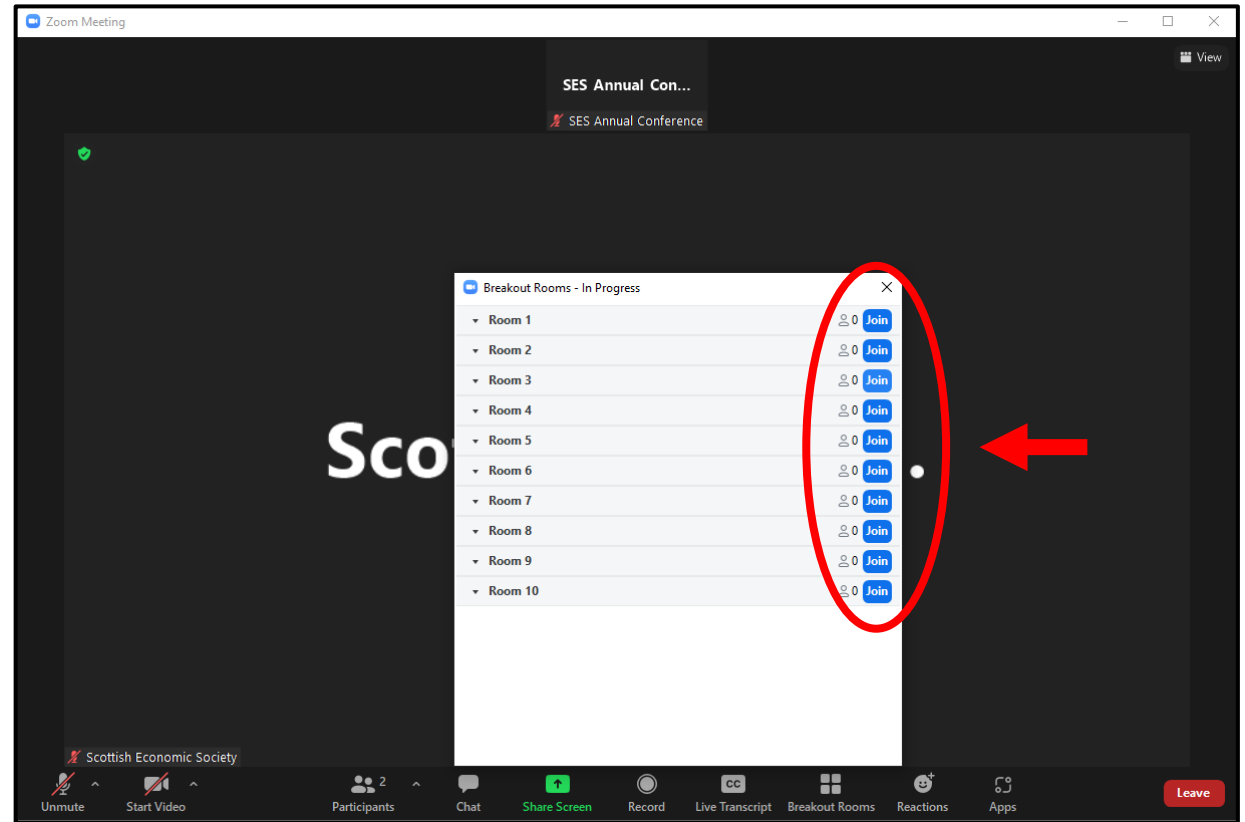 Zoom Meeting
View
SES Annual Con...
SES Annual Conference
Breakout Rooms - In Progress
Room 1 0 Join
Room 2 0 Join
Room 3 0 Join
Room 4 0 Join
Room 5 0 Join
Room 6 0 Join
Room 7 0 Join
Room 8 0 Join
Room 9 0 Join
Room 10 0 Join
Scottish Economic Society
2
Unmute Start Video Participants Chat Share Screen Record CC Live Transcript Breakout Rooms Reactions Apps Leave